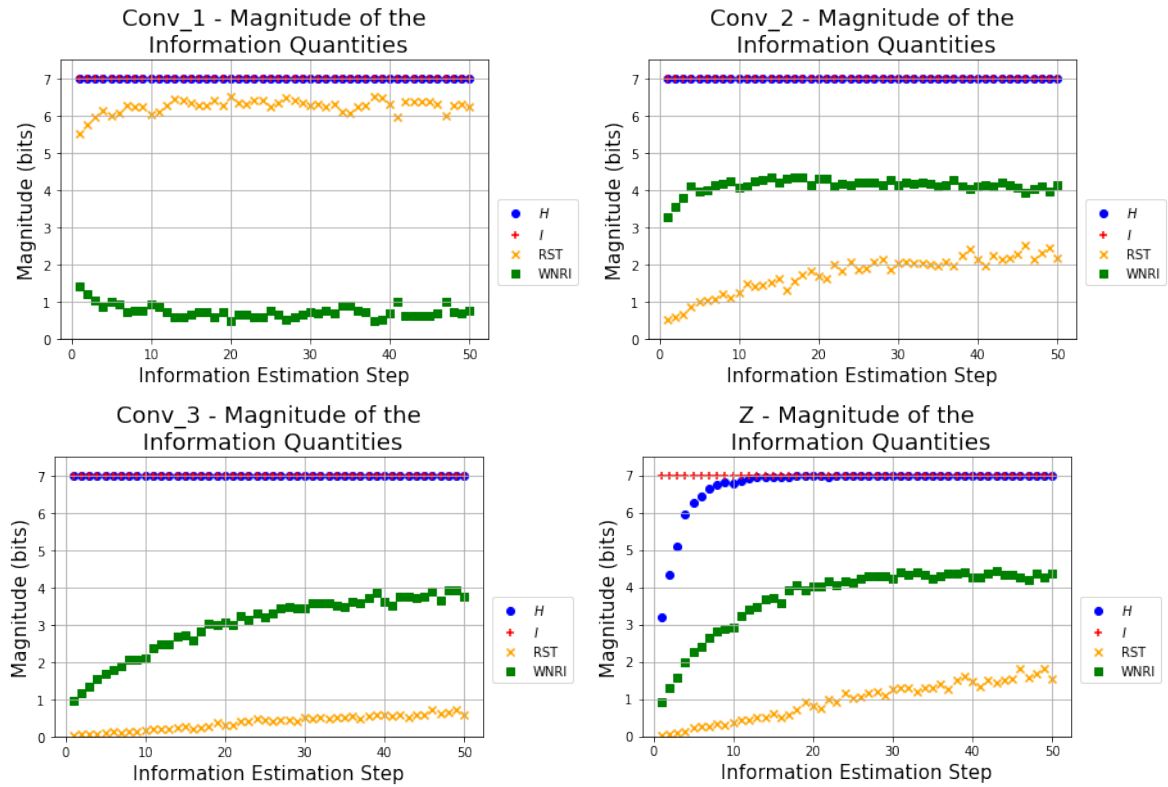 Conv_1 - Magnitude of the
Information Quantities
7
6
5
4
3
2
1
0
Magnitude (bits)
0 10 20 30 40 50
Information Estimation Step
H
I
RST
WNRI
Conv_2 - Magnitude of the
Information Quantities
7
6
5
4
3
2
1
0
Magnitude (bits)
0 10 20 30 40 50
Information Estimation Step
H
I
RST
WNRI
Conv_3 - Magnitude of the
Information Quantities
7
6
5
4
3
2
1
0
Magnitude (bits)
0 10 20 30 40 50
Information Estimation Step
H
I
RST
WNRI
Z - Magnitude of the
Information Quantities
7
6
5
4
3
2
1
0
Magnitude (bits)
0 10 20 30 40 50
Information Estimation Step
H
I
RST
WNRI